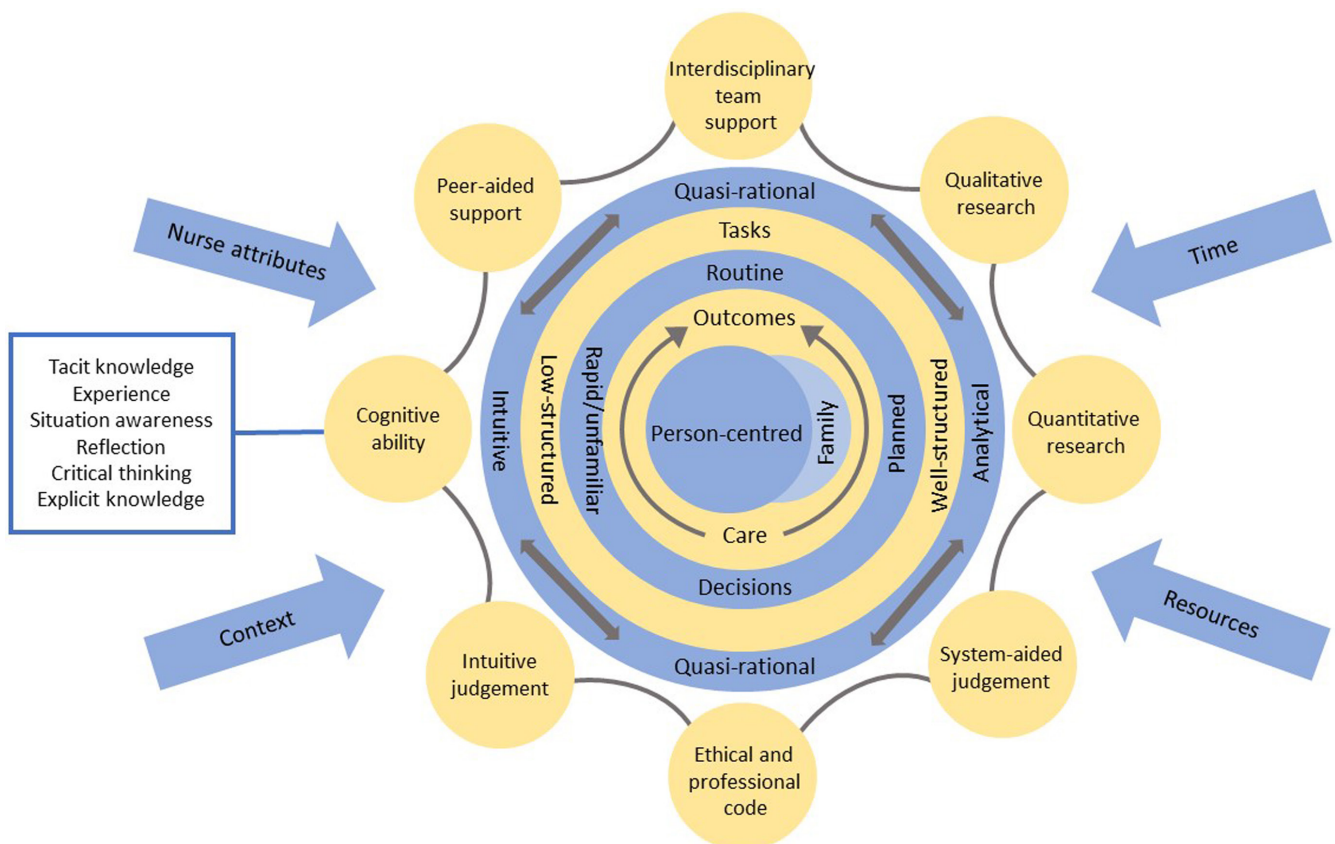 Interdisciplinary
team
support
Peer-aided
support
Qualitative
research
Nurse attributes
Time
Quasi-rational
Tasks
Routine
Outcomes
Tacit knowledge
Experience
Situation awareness
Reflection
Critical thinking
Explicit knowledge
Cognitive
ability
Intuitive
Low-structured
Rapid/unfamiliar
Person-centred
Family
Planned
Well-structured
Analytical
Quantitative
research
Care
Decisions
Quasi-rational
Context
Resources
Intuitive
judgement
System-aided
judgement
Ethical and
professional
code